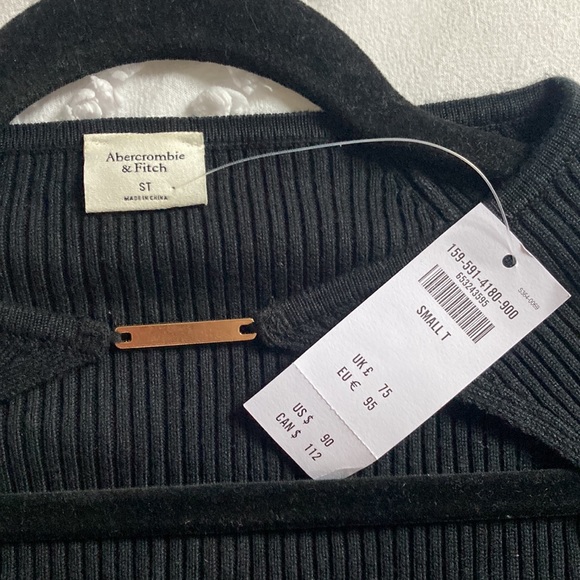 Abercrombie
& Fitch
ST
MADE IN CHINA
159-591-4180-900
653243595
SMALL T
UK £ 75
EU € 95
US $ 90
CAN $ 112